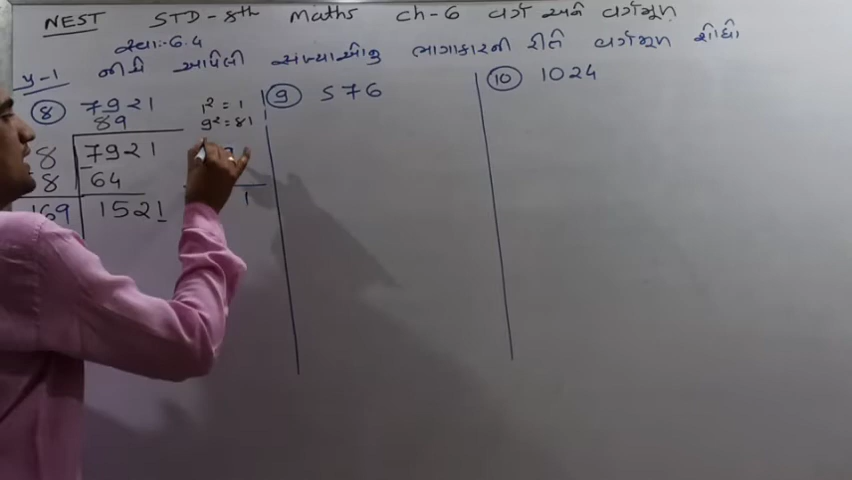 NEST STD-8th Maths ch-6 વર્ગ અને વર્ગમૂળ
સ્વા:-6.4
y-1 નીચે આપેલી સંખ્યાઓનું ભાગાકારની રીતે વર્ગમૂળ શોધો
8 7921
1² = 1
9² = 81
89
8 7921
8 64
169 1521
1
9 576
10 1024